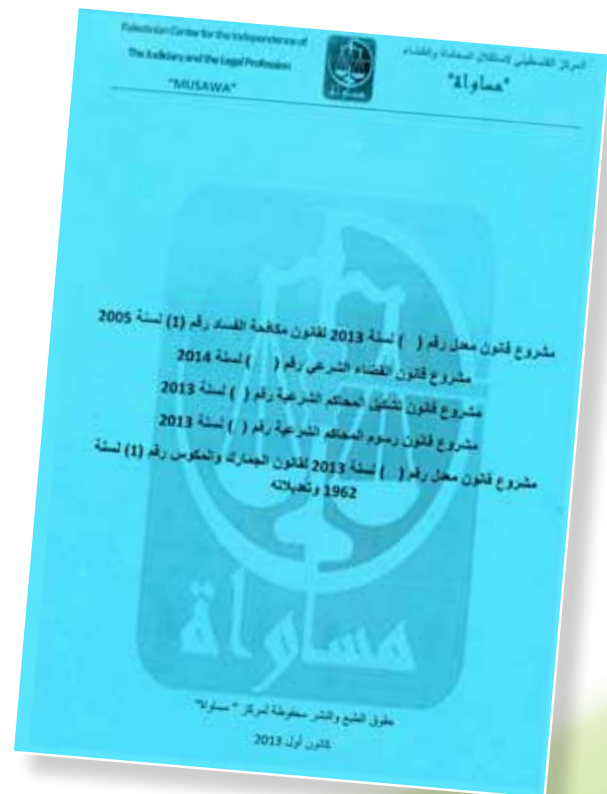 Palestinian Center for the Independence of
The Judiciary and the Legal Profession
"MUSAWA"
المركز الفلسطيني لاستقلال المحاماة والقضاء
"مساواة"
مساواة
مشروع قانون معدل رقم ( ) لسنة 2013 لقانون مكافحة الفساد رقم (1) لسنة 2005
مشروع قانون القضاء الشرعي رقم ( ) لسنة 2014
مشروع قانون تشكيل المحاكم الشرعية رقم ( ) لسنة 2013
مشروع قانون رسوم المحاكم الشرعية رقم ( ) لسنة 2013
مشروع قانون معدل رقم ( ) لسنة 2013 لقانون الجمارك والمكوس رقم (1) لسنة
1962 وتعديلاته
مساواة
حقوق الطبع والنشر محفوظة لمركز " مساواة"
كانون أول 2013